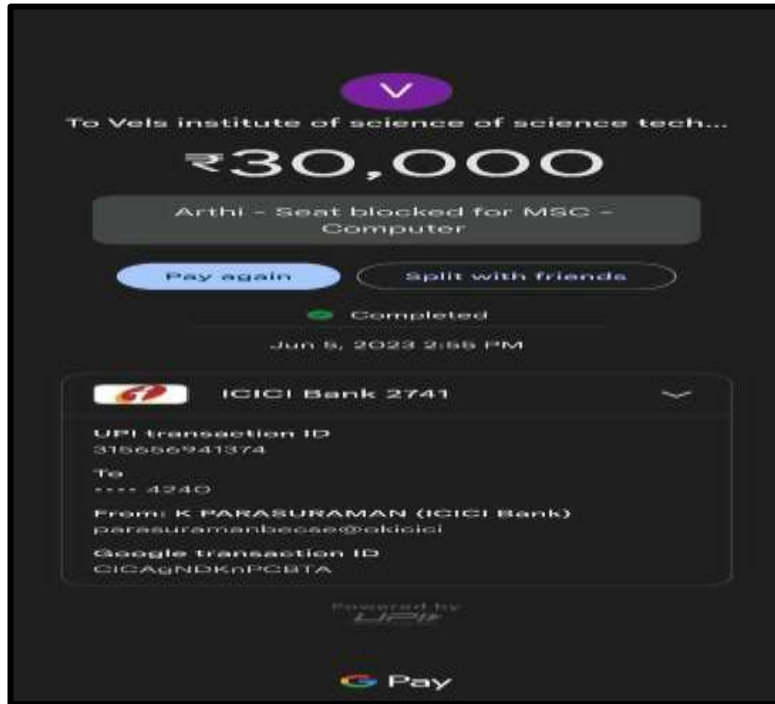 V
To Vels institute of science of science tech...
₹30,000
Arthi - Seat blocked for MSC -
Computer
Pay again
Split with friends
Completed
Jun 5, 2023 2:55 PM
ICICI Bank 2741
UPI transaction ID
315656941374
To
•••• 4240
From: K PARASURAMAN (ICICI Bank)
parasuramanbecse@okicici
Google transaction ID
CICAgNDKnPCBTA
Powered by
UPI
G Pay